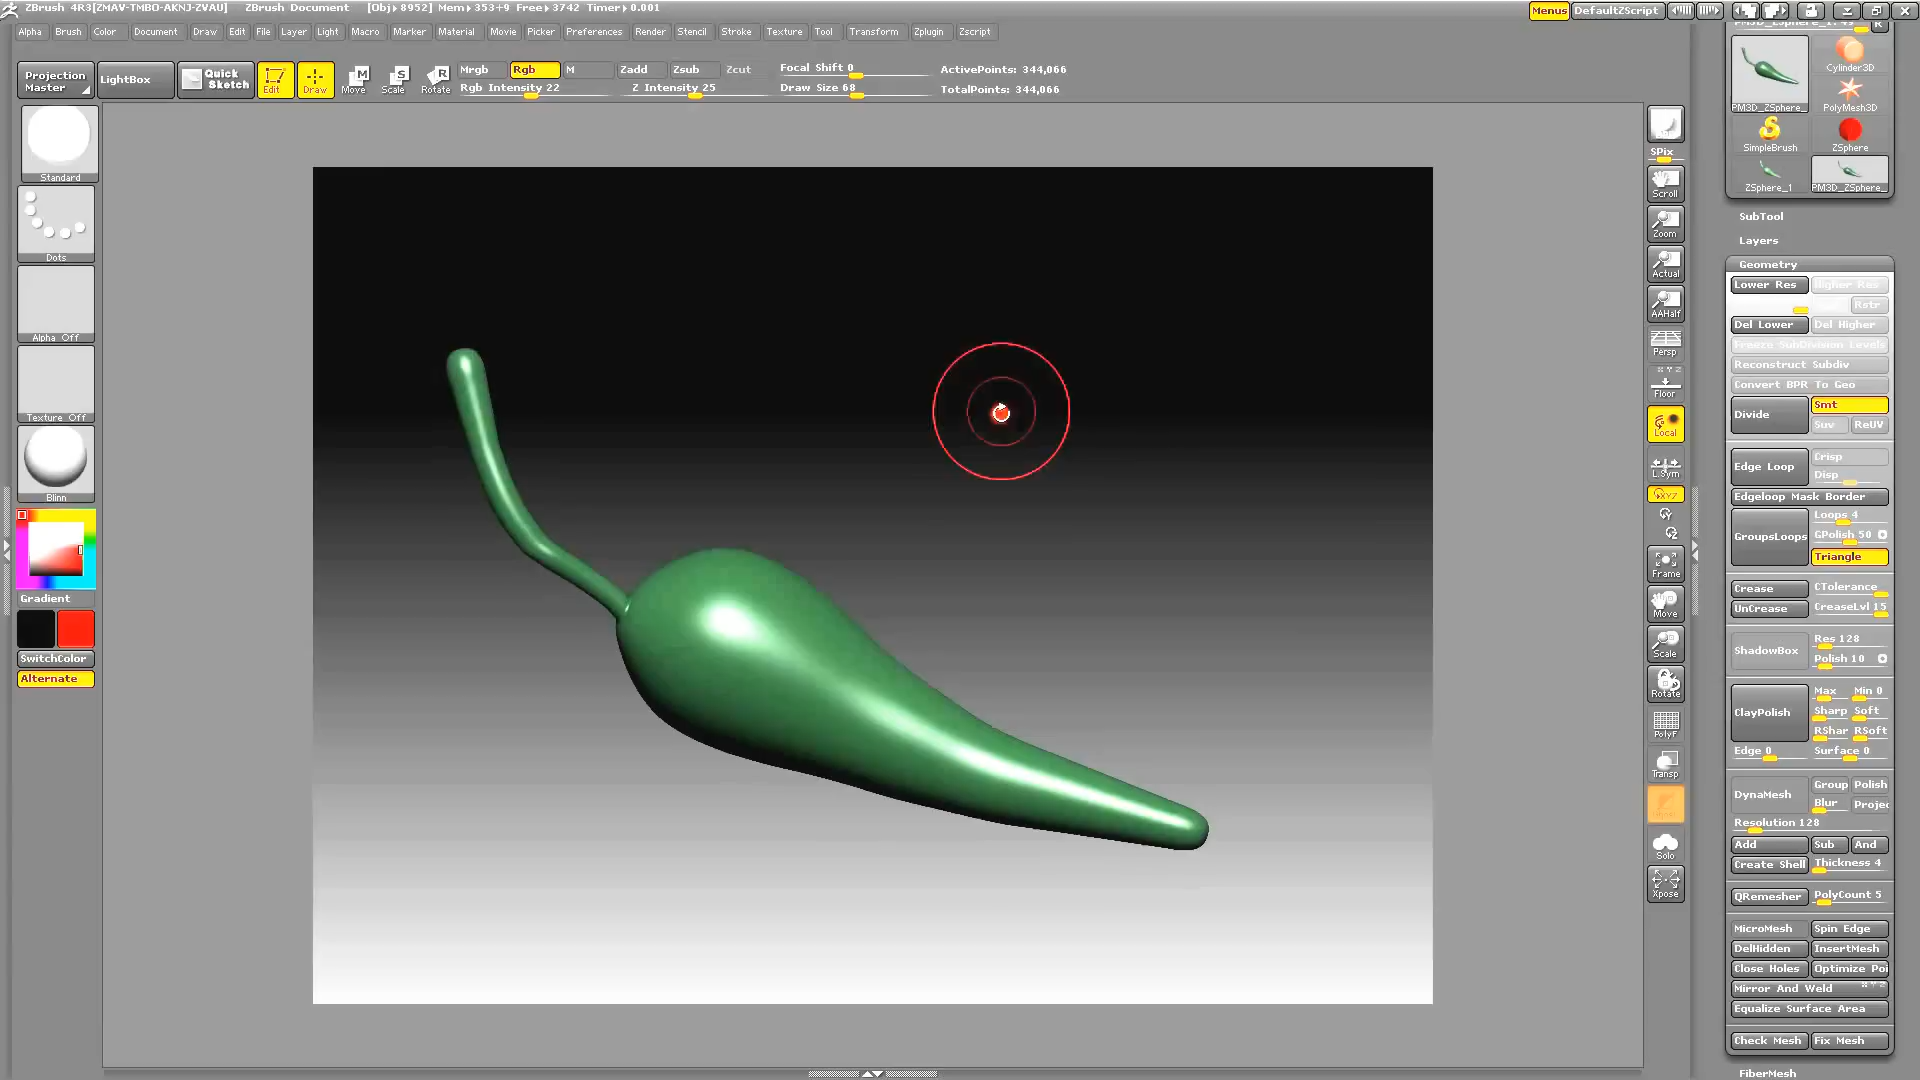 ZBrush 4R3[ZMAV-TMBO-AKNJ-ZVAU] ZBrush Document [Obj▸ 8952] Mem▸ 353+9 Free▸ 3742 Timer▸ 0.001 Menus DefaultZScript
Alpha Brush Color Document Draw Edit File Layer Light Macro Marker Material Movie Picker Preferences Render Stencil Stroke Texture Tool Transform Zplugin Zscript
Projection Master
LightBox
Quick Sketch
Edit
Draw
Move
Scale
Rotate
Mrgb Rgb M
Rgb Intensity 22
Zadd Zsub Zcut
Z Intensity 25
Focal Shift 0
Draw Size 68
ActivePoints: 344,066
TotalPoints: 344,066
Standard
Dots
Alpha Off
Texture Off
Blinn
Gradient
SwitchColor
Alternate
SPix
Scroll
Zoom
Actual
AAHalf
Persp
Floor
Local
L.Sym
XYZ
Frame
Move
Scale
Rotate
PolyF
Transp
Solo
Xpose
R
PM3D_ZSphere_
Cylinder3D
PolyMesh3D
SimpleBrush
ZSphere
ZSphere_1
PM3D_ZSphere_
SubTool
Layers
Geometry
Lower Res Higher Res
Rstr
Del Lower Del Higher
Freeze SubDivision Levels
Reconstruct Subdiv
Convert BPR To Geo
Divide Smt
Suv ReUV
Edge Loop Crisp
Disp
Edgeloop Mask Border
GroupsLoops Loops 4
GPolish 50
Triangle
Crease CTolerance
UnCrease CreaseLvl 15
ShadowBox Res 128
Polish 10
ClayPolish Max Min 0
Sharp Soft
RShar RSoft
Edge 0 Surface 0
DynaMesh Group Polish
Blur Projec
Resolution 128
Add Sub And
Create Shell Thickness 4
QRemesher PolyCount 5
MicroMesh Spin Edge
DelHidden InsertMesh
Close Holes Optimize Poi
Mirror And Weld X Y Z
Equalize Surface Area
Check Mesh Fix Mesh
FiberMesh